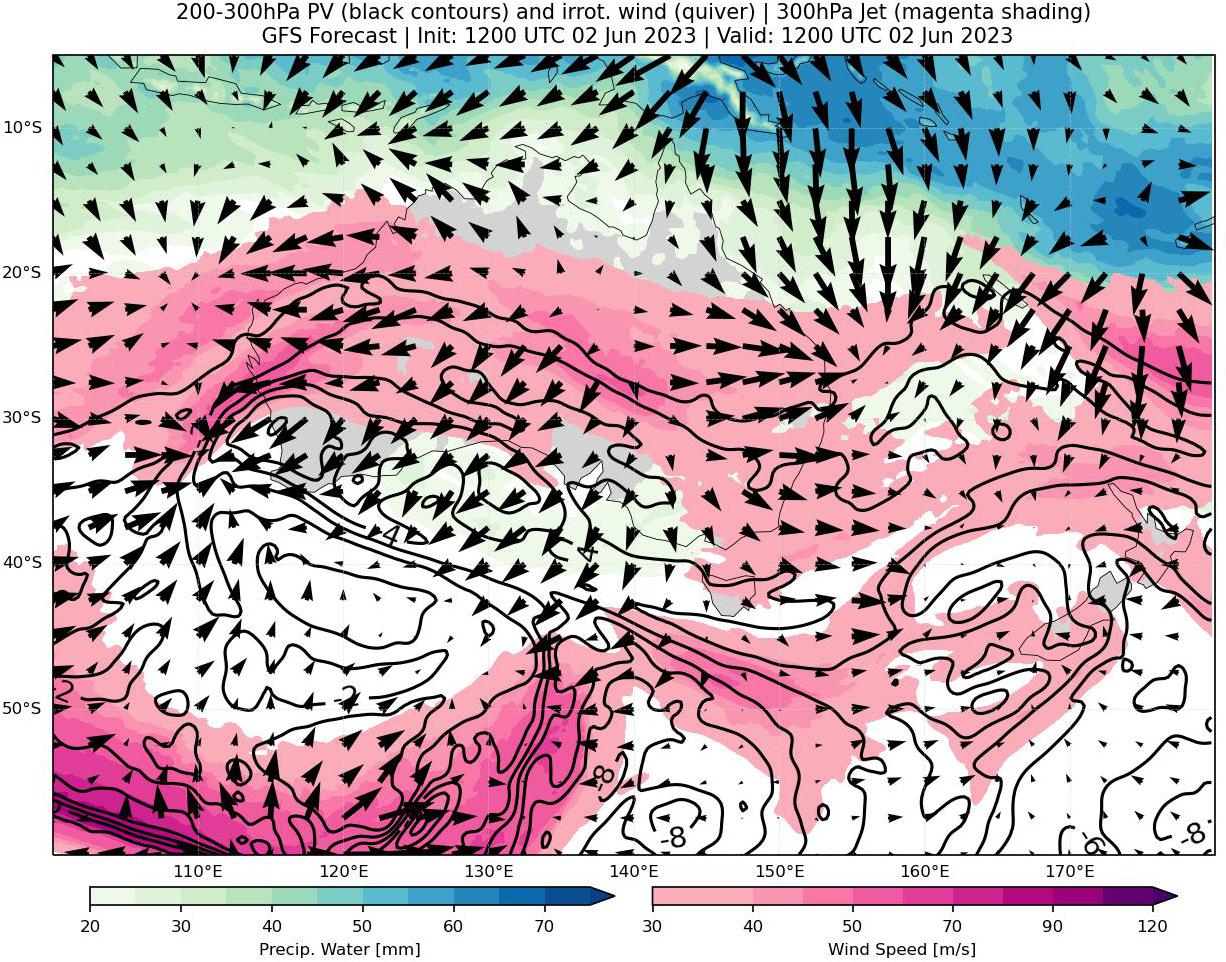 200-300hPa PV (black contours) and irrot. wind (quiver) | 300hPa Jet (magenta shading)
GFS Forecast | Init: 1200 UTC 02 Jun 2023 | Valid: 1200 UTC 02 Jun 2023
10°S
20°S
30°S
40°S
50°S
-4
-4
-2
-2
-8
-8
-6
-8
110°E 120°E 130°E 140°E 150°E 160°E 170°E
20 30 40 50 60 70
30 40 50 70 90 120
Precip. Water [mm]
Wind Speed [m/s]